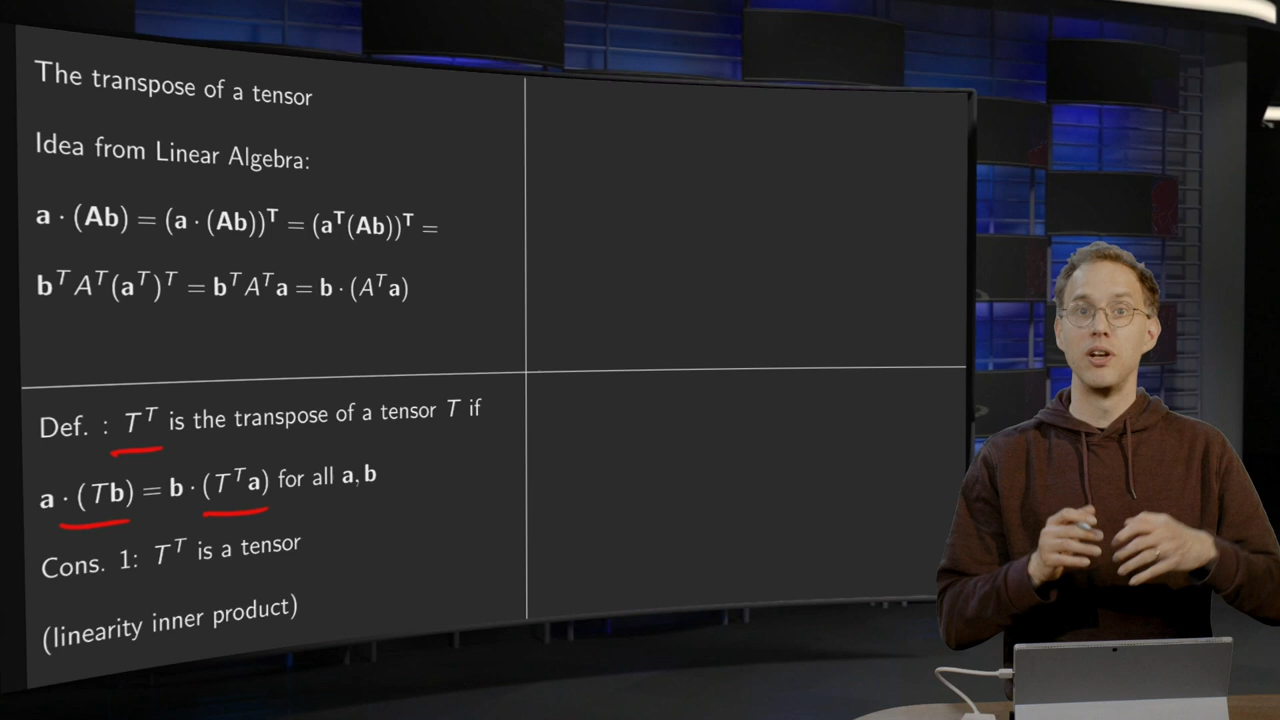 The transpose of a tensor
Idea from Linear Algebra:
a · (Ab) = (a · (Ab))ᵀ = (aᵀ(Ab))ᵀ =
bᵀAᵀ(aᵀ)ᵀ = bᵀAᵀa = b · (Aᵀa)
Def. : Tᵀ is the transpose of a tensor T if
a · (Tb) = b · (Tᵀa) for all a, b
Cons. 1: Tᵀ is a tensor
(linearity inner product)